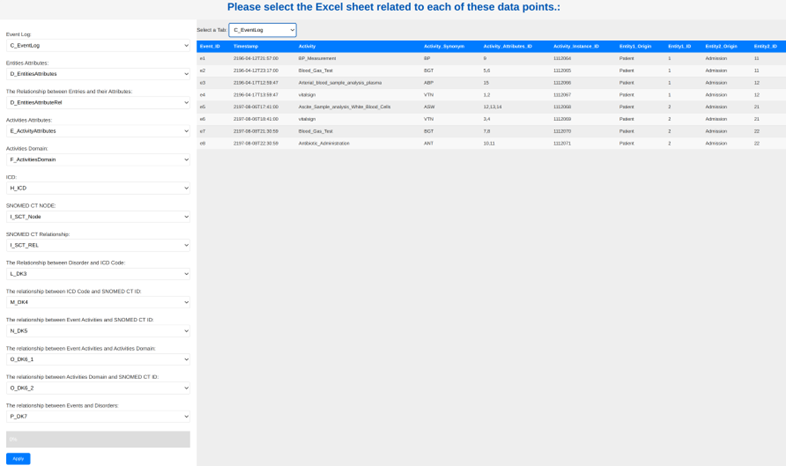 Please select the Excel sheet related to each of these data points.:
Select a Tab: C_EventLog
Event Log:
C_EventLog
Entities Attributes:
D_EntitiesAttributes
The Relationship between Entries and their Attributes:
D_EntitiesAttributeRel
Activities Attributes:
E_ActivityAttributes
Activities Domain:
F_ActivitiesDomain
ICD:
H_ICD
SNOMED CT NODE:
I_SCT_Node
SNOMED CT Relationship:
I_SCT_REL
The Relationship between Disorder and ICD Code:
L_DK3
The relationship between ICD Code and SNOMED CT ID:
M_DK4
The relationship between Event Activities and SNOMED CT ID:
N_DK5
The relationship between Event Activities and Activities Domain:
O_DK6_1
The relationship between Activities Domain and SNOMED CT ID:
O_DK6_2
The relationship between Events and Disorders:
P_DK7
0%
Apply
Event_ID Timestamp Activity Activity_Synonym Activity_Attributes_ID Activity_Instance_ID Entity1_Origin Entity1_ID Entity2_Origin Entity2_ID
e1 2196-04-12T21:57:00 BP_Measurement BP 9 1112064 Patient 1 Admission 11
e2 2196-04-12T23:17:00 Blood_Gas_Test BGT 5,6 1112065 Patient 1 Admission 11
e3 2196-04-17T12:59:47 Arterial_blood_sample_analysis_plasma ABP 15 1112066 Patient 1 Admission 12
e4 2196-04-17T13:59:47 vitalsign VTN 1,2 1112067 Patient 1 Admission 12
e5 2197-08-06T17:41:00 Ascite_Sample_analysis_White_Blood_Cells ASW 12,13,14 1112068 Patient 2 Admission 21
e6 2197-08-06T18:41:00 vitalsign VTN 3,4 1112069 Patient 2 Admission 21
e7 2197-08-08T21:30:59 Blood_Gas_Test BGT 7,8 1112070 Patient 2 Admission 22
e8 2197-08-08T22:30:59 Antibiotic_Administration ANT 10,11 1112071 Patient 2 Admission 22